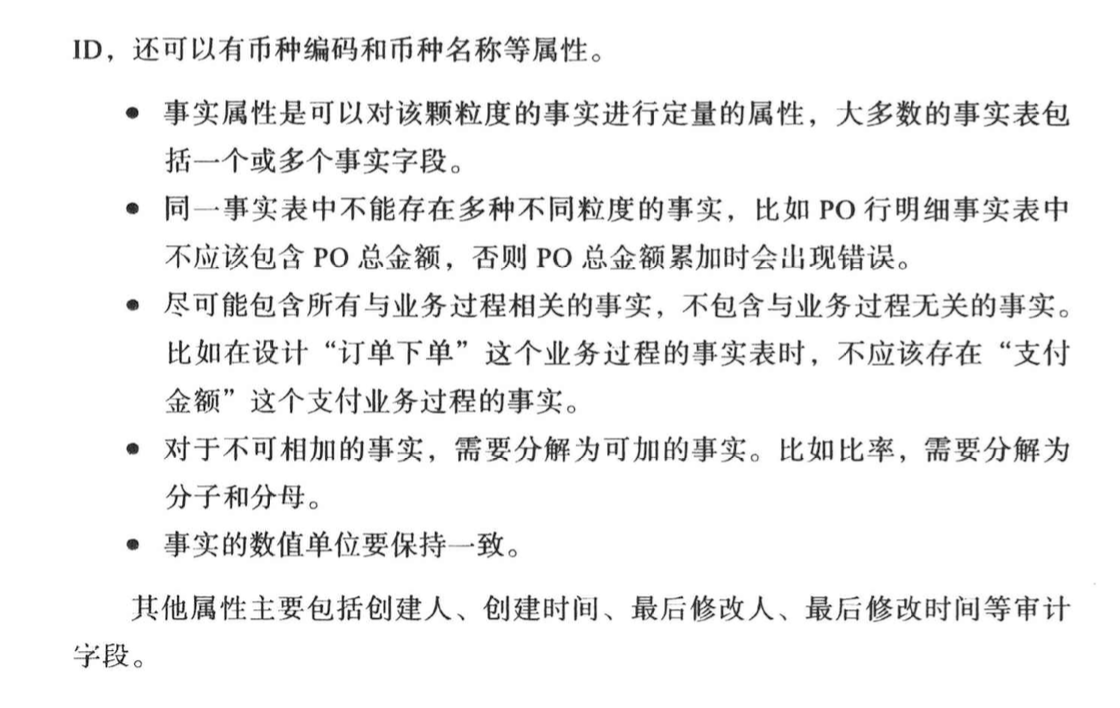 ID，还可以有币种编码和币种名称等属性。
● 事实属性是可以对该颗粒度的事实进行定量的属性，大多数的事实表包
括一个或多个事实字段。
● 同一事实表中不能存在多种不同粒度的事实，比如 PO 行明细事实表中
不应该包含 PO 总金额，否则 PO 总金额累加时会出现错误。
● 尽可能包含所有与业务过程相关的事实，不包含与业务过程无关的事实。
比如在设计“订单下单”这个业务过程的事实表时，不应该存在“支付
金额”这个支付业务过程的事实。
● 对于不可相加的事实，需要分解为可加的事实。比如比率，需要分解为
分子和分母。
● 事实的数值单位要保持一致。
其他属性主要包括创建人、创建时间、最后修改人、最后修改时间等审计
字段。